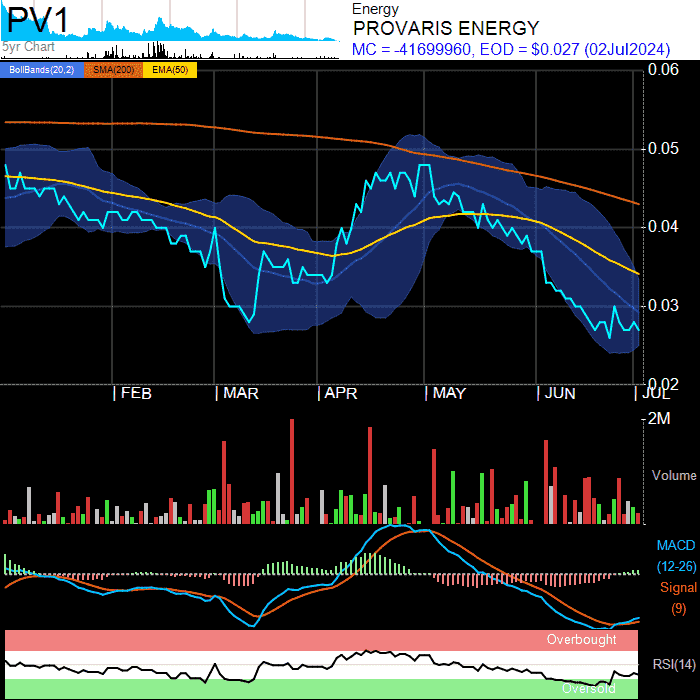 PV1
5yr Chart
Energy
PROVARIS ENERGY
MC = -41699960, EOD = $0.027 (02Jul2024)
BollBands(20,2) SMA(200) EMA(50)
0.06
0.05
0.04
0.03
0.02
FEB MAR APR MAY JUN JUL
2M
Volume
MACD
(12-26)
Signal
(9)
Overbought
RSI(14)
Oversold